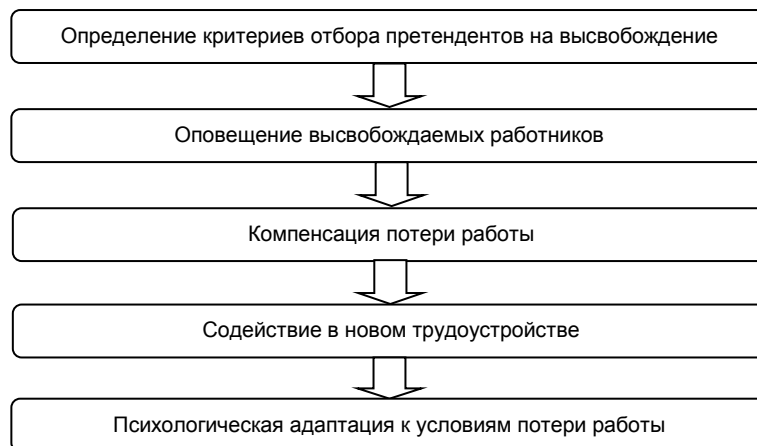 Определение критериев отбора претендентов на высвобождение
Оповещение высвобождаемых работников
Компенсация потери работы
Содействие в новом трудоустройстве
Психологическая адаптация к условиям потери работы